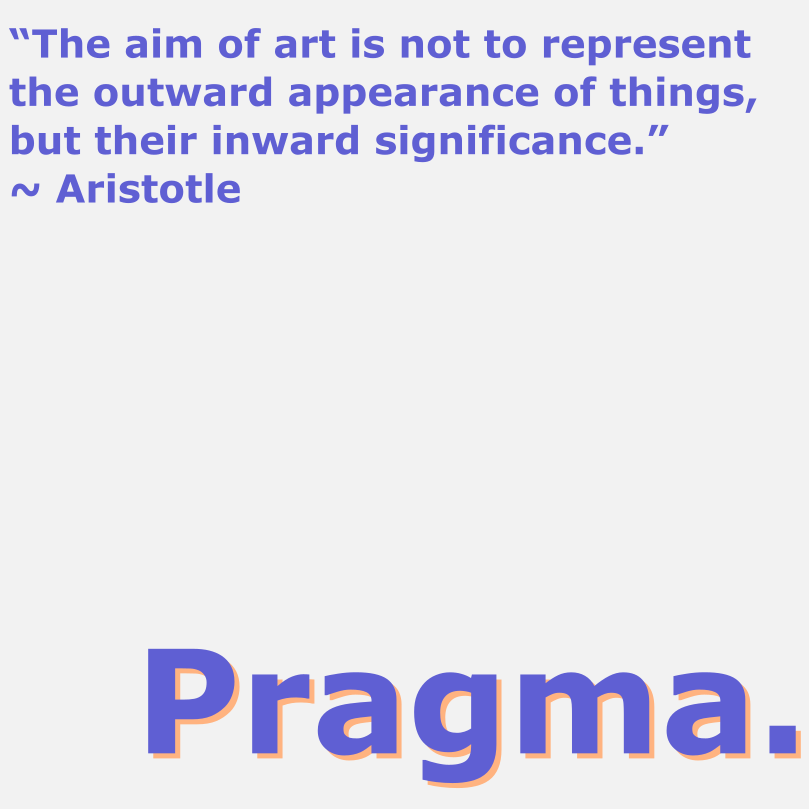 “The aim of art is not to represent
the outward appearance of things,
but their inward significance.”
~ Aristotle
Pragma.